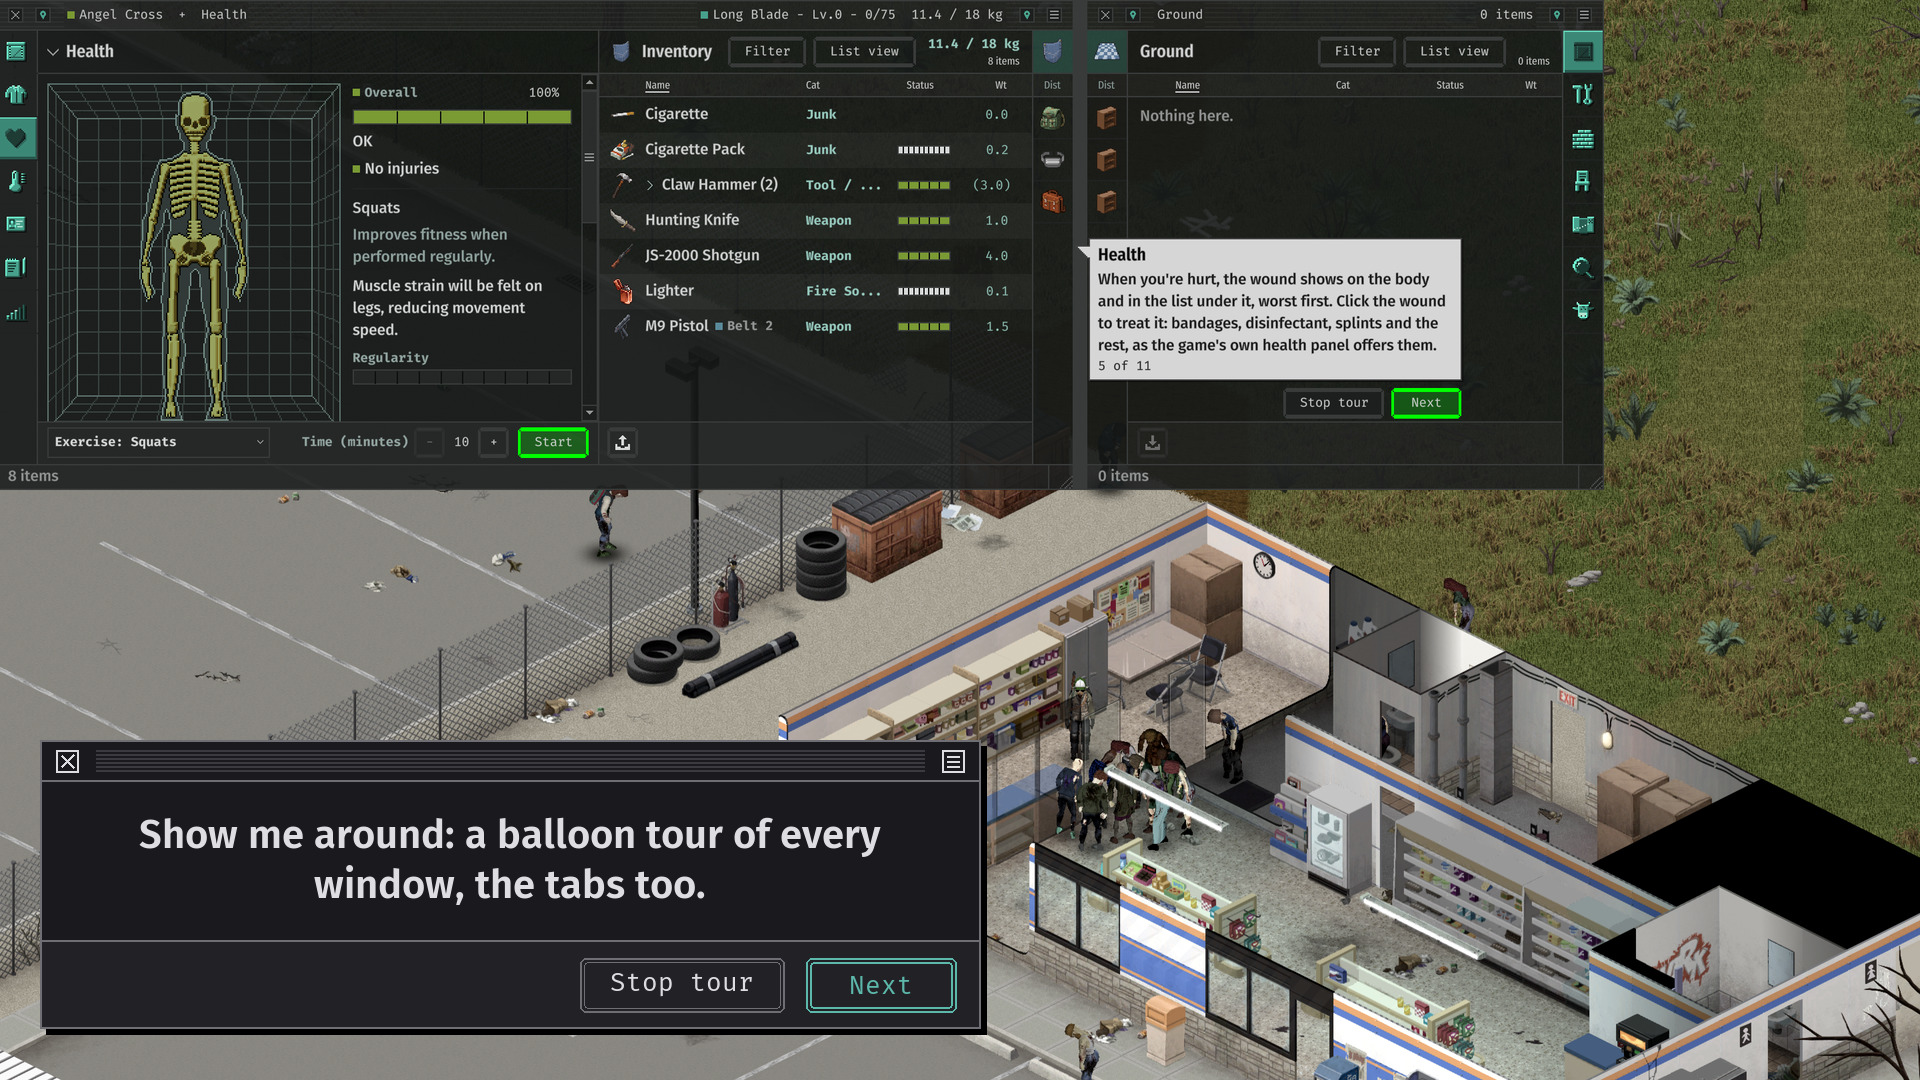 Angel Cross + Health
Long Blade - Lv.0 - 0/75 11.4 / 18 kg
Ground
0 items
Health
Inventory
Filter
List view
11.4 / 18 kg
8 items
Ground
Filter
List view
0 items
Name Cat Status Wt Dist
Dist Name Cat Status Wt
Overall 100%
OK
No injuries
Squats
Improves fitness when
performed regularly.
Muscle strain will be felt on
legs, reducing movement
speed.
Regularity
Exercise: Squats
Time (minutes) - 10 +
Start
8 items
Cigarette Junk 0.0
Cigarette Pack Junk 0.2
Claw Hammer (2) Tool / ... (3.0)
Hunting Knife Weapon 1.0
JS-2000 Shotgun Weapon 4.0
Lighter Fire So... 0.1
M9 Pistol Belt 2 Weapon 1.5
Nothing here.
Health
When you're hurt, the wound shows on the body
and in the list under it, worst first. Click the wound
to treat it: bandages, disinfectant, splints and the
rest, as the game's own health panel offers them.
5 of 11
Stop tour
Next
0 items
EXIT
Show me around: a balloon tour of every
window, the tabs too.
Stop tour
Next